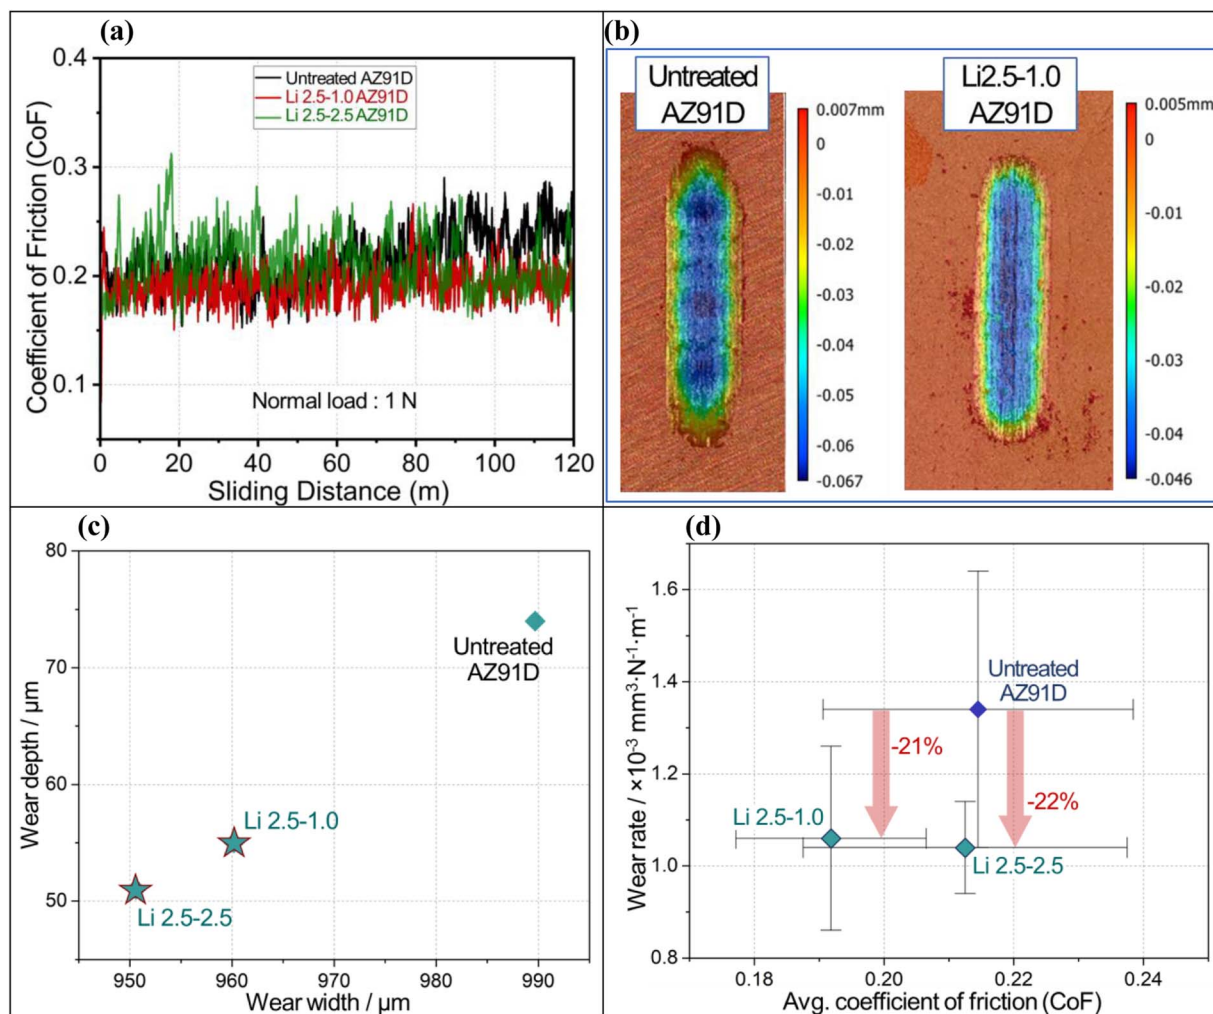 (a)
0.4
0.3
0.2
0.1
Coefficient of Friction (CoF)
Untreated AZ91D
Li 2.5-1.0 AZ91D
Li 2.5-2.5 AZ91D
Normal load : 1 N
0 20 40 60 80 100 120
Sliding Distance (m)
(b)
Untreated
AZ91D
0.007mm
0
-0.01
-0.02
-0.03
-0.04
-0.05
-0.06
-0.067
Li2.5-1.0
AZ91D
0.005mm
0
-0.01
-0.02
-0.03
-0.04
-0.046
(c)
80
70
60
50
Wear depth / µm
Untreated
AZ91D
Li 2.5-1.0
Li 2.5-2.5
950 960 970 980 990
Wear width / µm
(d)
1.6
1.4
1.2
1.0
0.8
Wear rate / ×10⁻³ mm³·N⁻¹·m⁻¹
Untreated
AZ91D
-21%
-22%
Li 2.5-1.0
Li 2.5-2.5
0.18 0.20 0.22 0.24
Avg. coefficient of friction (CoF)